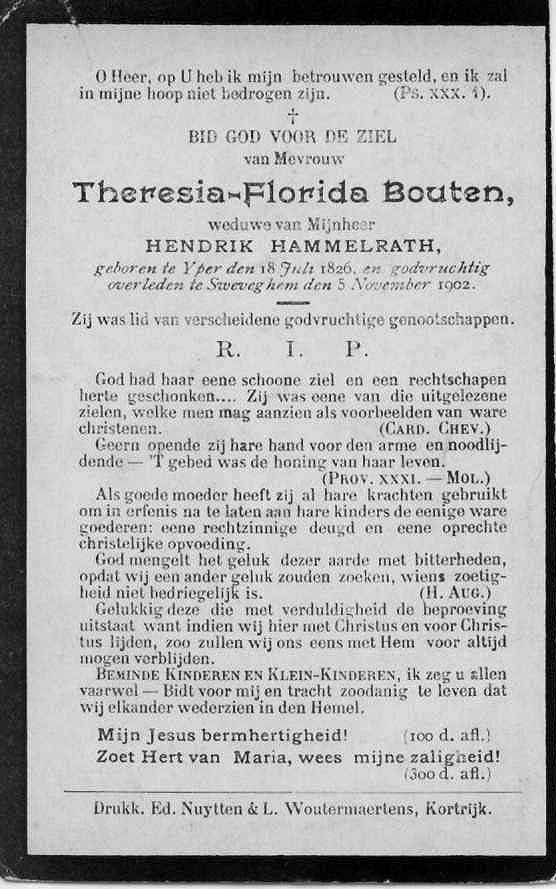 O Heer, op U heb ik mijn betrouwen gesteld, en ik zal
in mijne hoop niet bedrogen zijn. (Ps. XXX. 1).
BID GOD VOOR DE ZIEL
van Mevrouw
Theresia-Florida Bouten,
weduwe van Mijnheer
HENDRIK HAMMELRATH,
geboren te Yper den 18 Juli 1826, en godvruchtig
overleden te Sweveghem den 5 November 1902.
Zij was lid van verscheidene godvruchtige genootschappen.
R. I. P.
God had haar eene schoone ziel en een rechtschapen
herte geschonken.... Zij was eene van die uitgelezene
zielen, welke men mag aanzien als voorbeelden van ware
christenen. (CARD. CHEV.)
Geern opende zij hare hand voor den arme en noodlij-
dende — 'T gebed was de honing van haar leven.
(PROV. XXXI. — MOL.)
Als goede moeder heeft zij al hare krachten gebruikt
om in erfenis na te laten aan hare kinders de eenige ware
goederen: eene rechtzinnige deugd en eene oprechte
christelijke opvoeding.
God mengelt het geluk dezer aarde met bitterheden,
opdat wij een ander geluk zouden zoeken, wiens zoetig-
heid niet bedriegelijk is. (H. AUG.)
Gelukkig deze die met verduldigheid de beproeving
uitstaat want indien wij hier met Christus en voor Chris-
tus lijden, zoo zullen wij ons eens met Hem voor altijd
mogen verblijden.
BEMINDE KINDEREN EN KLEIN-KINDEREN, ik zeg u allen
vaarwel — Bidt voor mij en tracht zoodanig te leven dat
wij elkander wederzien in den Hemel.
Mijn Jesus bermhertigheid! (100 d. afl.)
Zoet Hert van Maria, wees mijne zaligheid!
(300 d. afl.)
Drukk. Ed. Nuytten & L. Woutermaertens, Kortrijk.